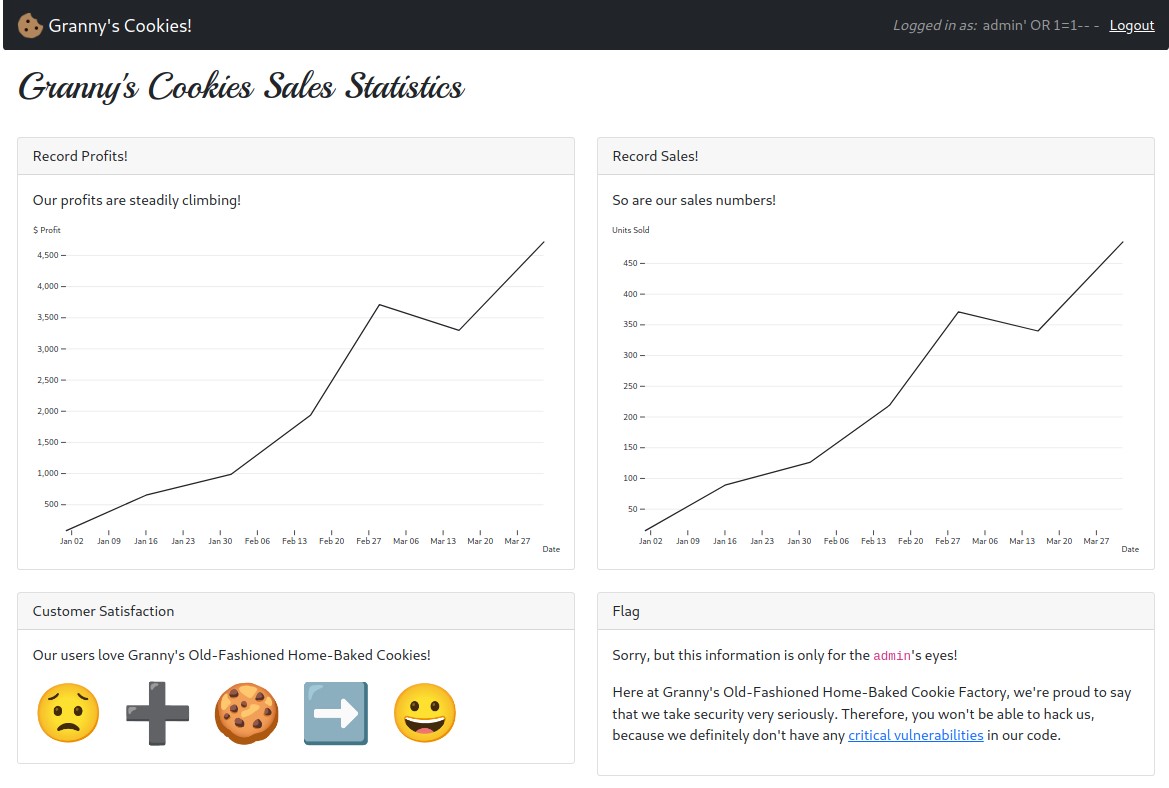 Granny's Cookies!
Logged in as: admin' OR 1=1-- - Logout
Granny's Cookies Sales Statistics
Record Profits!
Our profits are steadily climbing!
$ Profit
4,500
4,000
3,500
3,000
2,500
2,000
1,500
1,000
500
Jan 02 Jan 09 Jan 16 Jan 23 Jan 30 Feb 06 Feb 13 Feb 20 Feb 27 Mar 06 Mar 13 Mar 20 Mar 27
Date
Record Sales!
So are our sales numbers!
Units Sold
450
400
350
300
250
200
150
100
50
Jan 02 Jan 09 Jan 16 Jan 23 Jan 30 Feb 06 Feb 13 Feb 20 Feb 27 Mar 06 Mar 13 Mar 20 Mar 27
Date
Customer Satisfaction
Our users love Granny's Old-Fashioned Home-Baked Cookies!
Flag
Sorry, but this information is only for the admin's eyes!
Here at Granny's Old-Fashioned Home-Baked Cookie Factory, we're proud to say
that we take security very seriously. Therefore, you won't be able to hack us,
because we definitely don't have any critical vulnerabilities in our code.